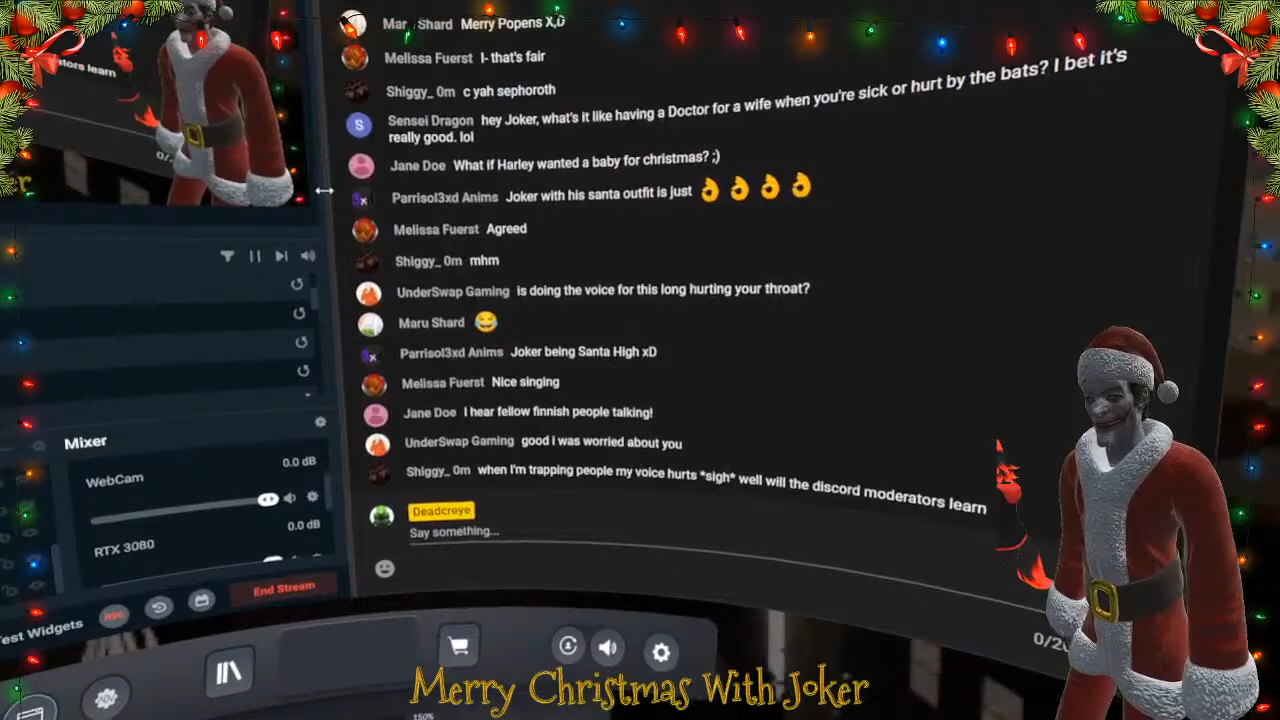 Mar, Shard Merry Popens X,D
Melissa Fuerst I- that's fair
Shiggy_ 0m c yah sephoroth
Sensei Dragon hey Joker, what's it like having a Doctor for a wife when you're sick or hurt by the bats? I bet it's
really good. lol
Jane Doe What if Harley wanted a baby for christmas? ;)
Parrisol3xd Anims Joker with his santa outfit is just 👌👌👌👌
Melissa Fuerst Agreed
Shiggy_ 0m mhm
UnderSwap Gaming is doing the voice for this long hurting your throat?
Maru Shard 😂
Parrisol3xd Anims Joker being Santa High xD
Melissa Fuerst Nice singing
Jane Doe I hear fellow finnish people talking!
UnderSwap Gaming good i was worried about you
Shiggy_ 0m when I'm trapping people my voice hurts *sigh* well will the discord moderators learn
Deadcreye
Say something...
learn
Mixer
WebCam
0.0 dB
0.0 dB
RTX 3080
REC
End Stream
Test Widgets
150%
Merry Christmas With Joker